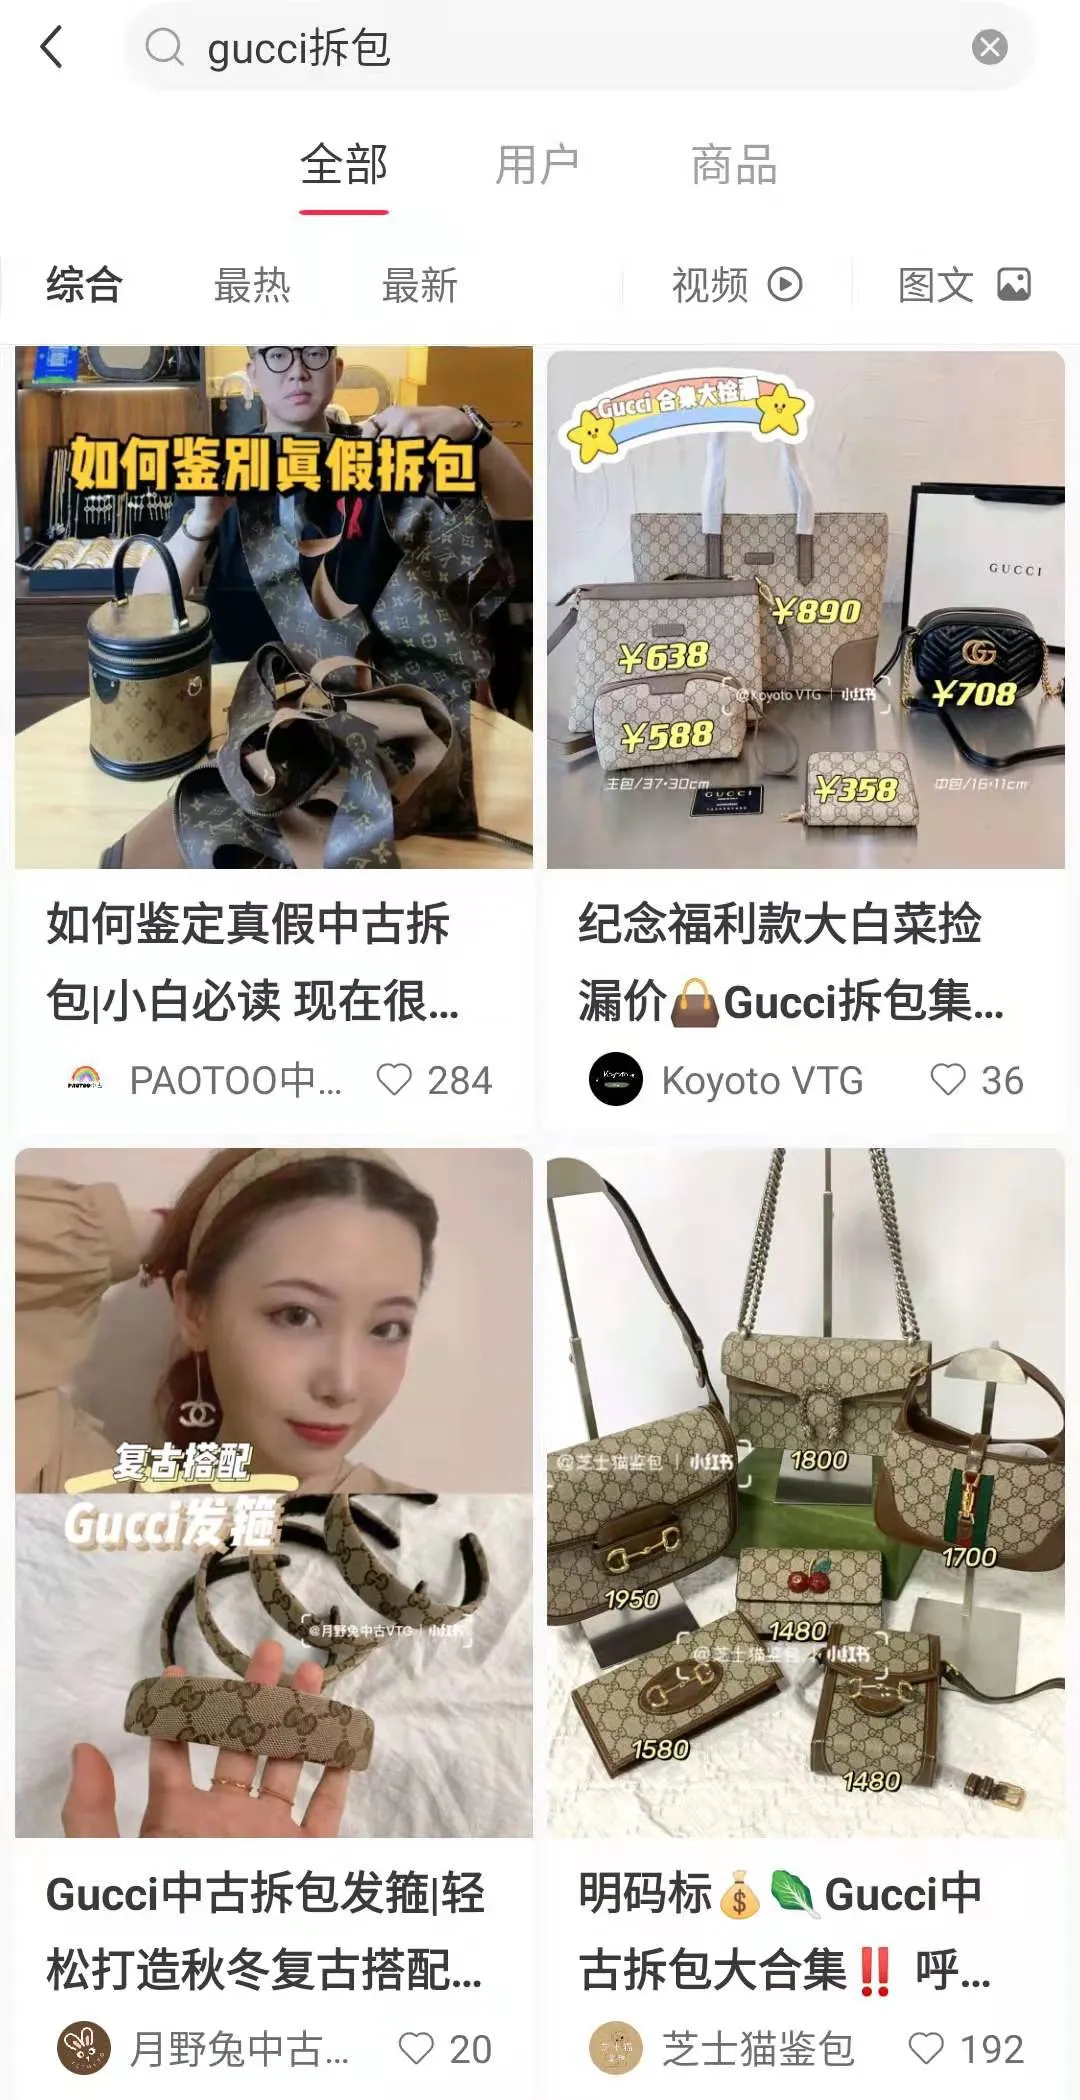 gucci拆包
全部 用户 商品
综合 最热 最新 视频 图文
如何鉴别真假拆包
如何鉴定真假中古拆
包|小白必读 现在很...
PAOTOO中... 284
Gucci 合集大捡漏
GUCCI
¥890
¥638
@Koyoto VTG | 小红书
¥708
¥588
¥358
主包/37*30cm
中包/16*11cm
GUCCI
纪念福利款大白菜捡
漏价👜Gucci拆包集...
Koyoto VTG 36
复古搭配
Gucci发箍
@月野兔中古VTG | 小红书
Gucci中古拆包发箍|轻
松打造秋冬复古搭配...
月野兔中古... 20
@芝士猫鉴包 | 小红书
1800
1700
1950
1480
@芝士猫鉴包 | 小红书
1580
1480
明码标💰🥬Gucci中
古拆包大合集‼️ 呼...
芝士猫鉴包 192